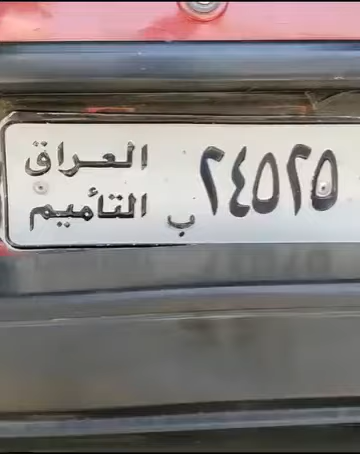 العراق
التأميم
ب ٢٤٥٢٥